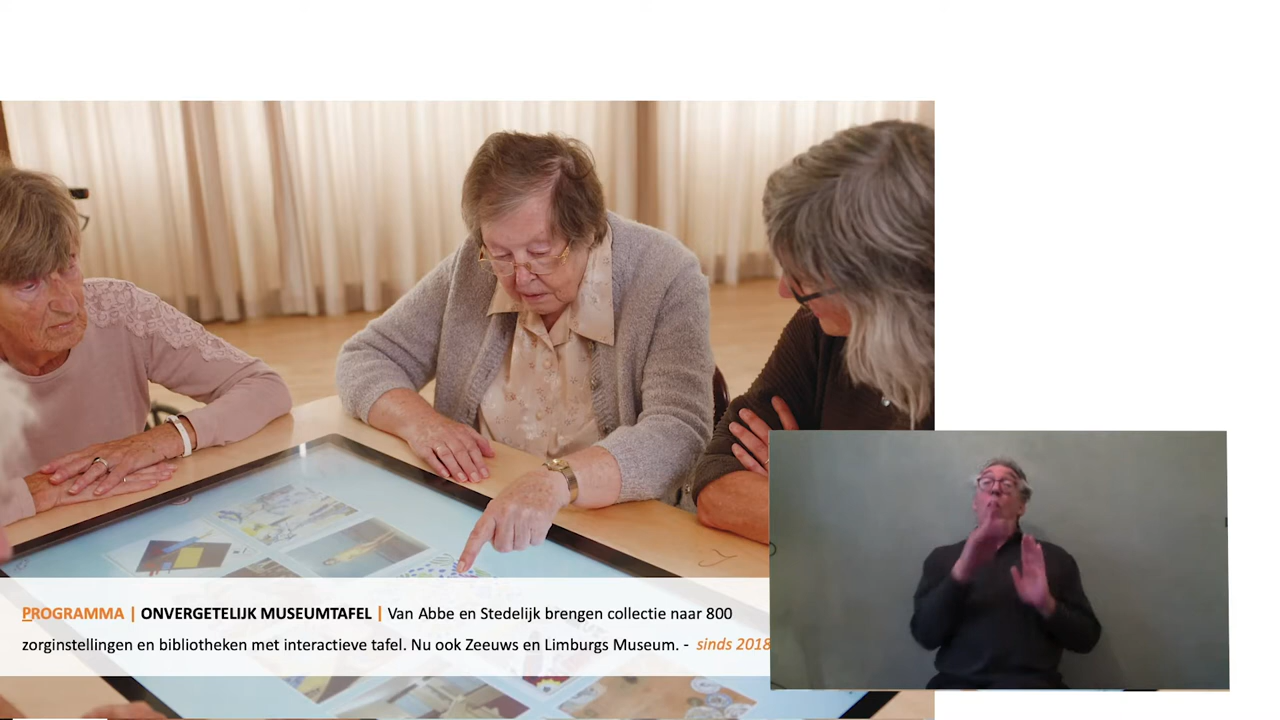 PROGRAMMA | ONVERGETELIJK MUSEUMTAFEL | Van Abbe en Stedelijk brengen collectie naar 800
zorginstellingen en bibliotheken met interactieve tafel. Nu ook Zeeuws en Limburgs Museum. - sinds 2018